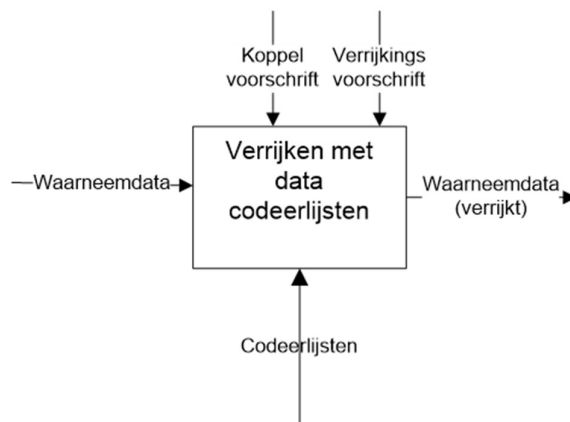 Koppel
voorschrift
Verrijkings
voorschrift
Verrijken met
data
codeerlijsten
Waarneemdata
Waarneemdata
(verrijkt)
Codeerlijsten